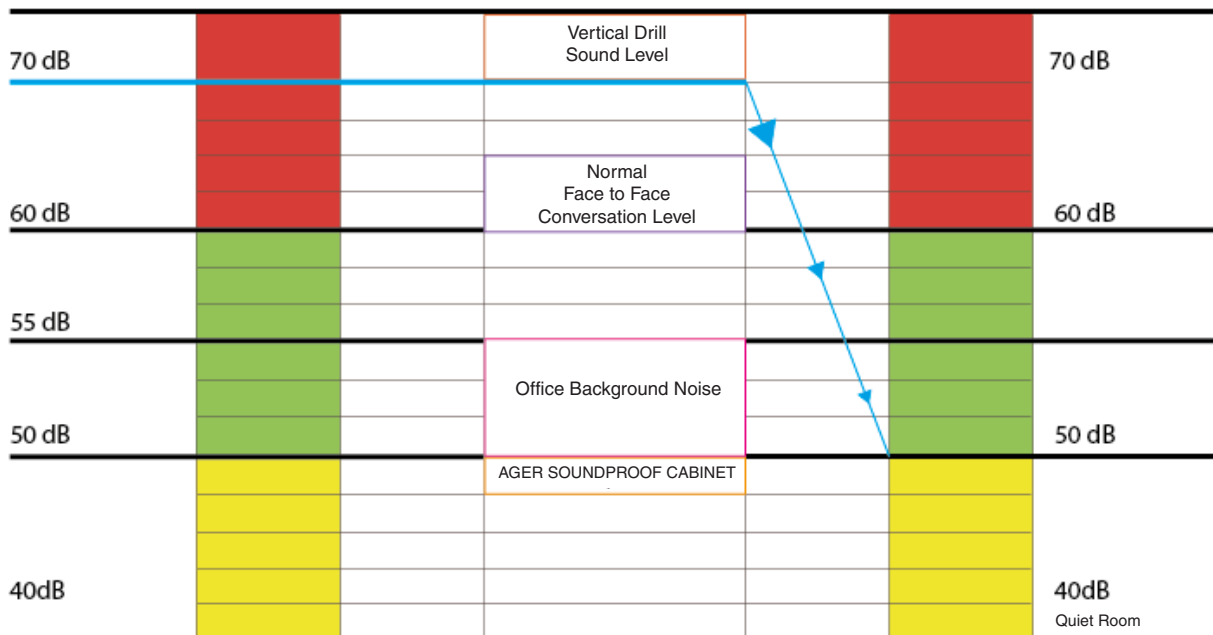 Vertical Drill
Sound Level
70 dB
70 dB
Normal
Face to Face
Conversation Level
60 dB
60 dB
55 dB
Office Background Noise
50 dB
50 dB
AGER SOUNDPROOF CABINET
40dB
40dB
Quiet Room